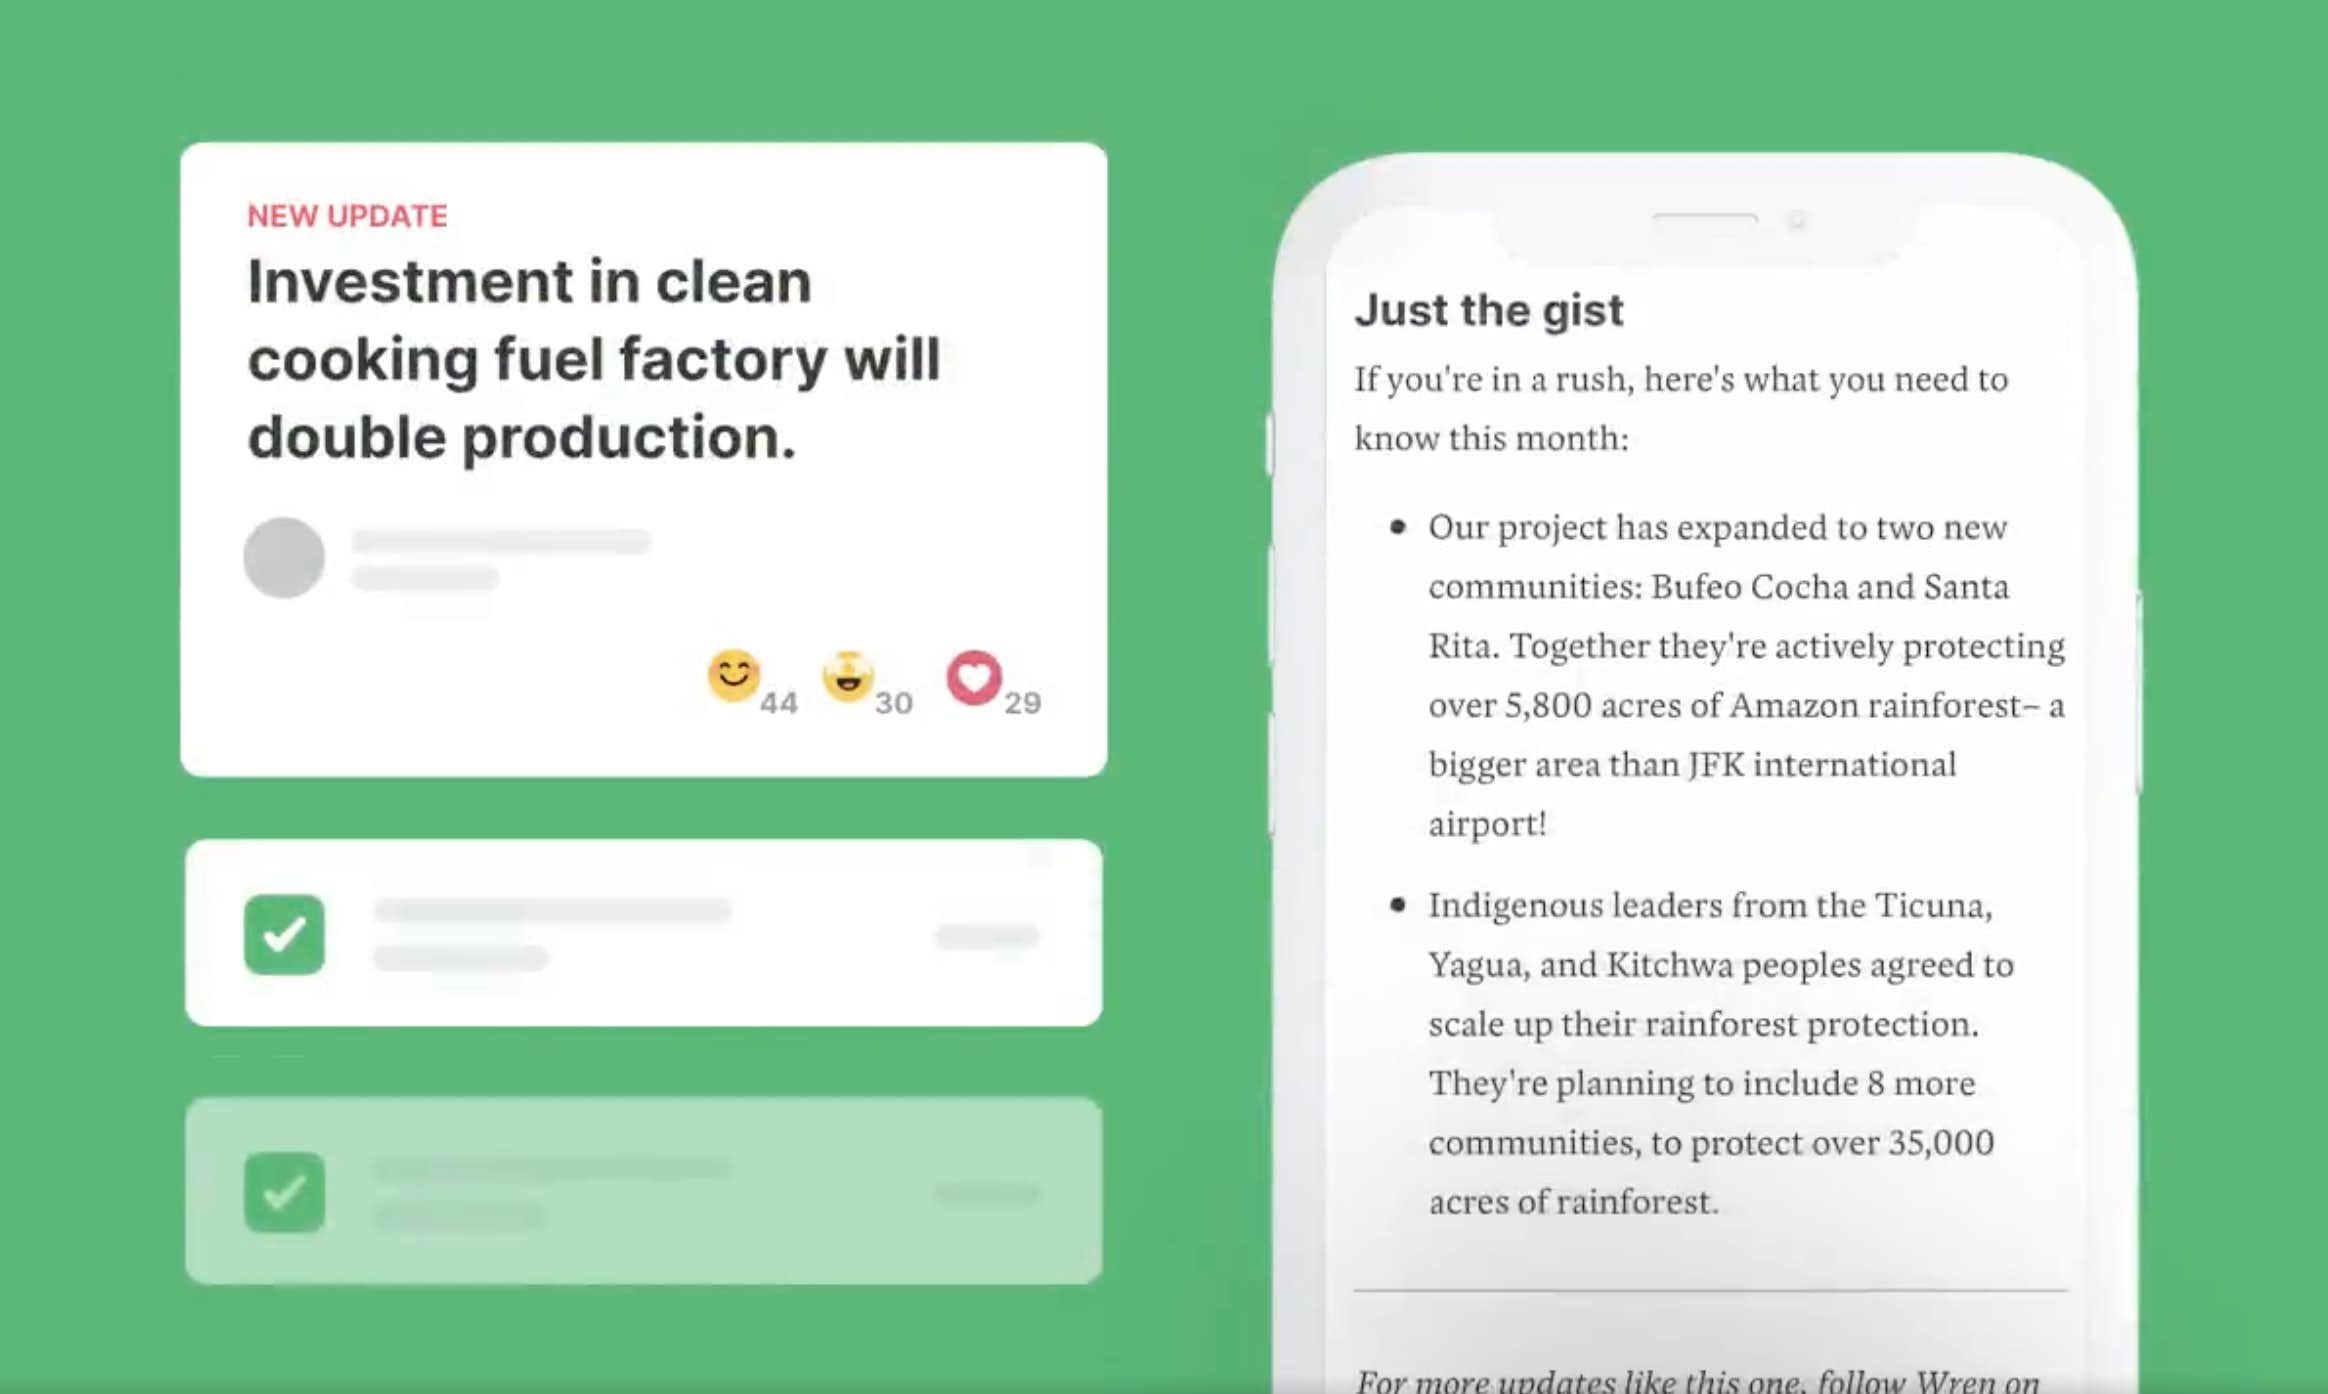 NEW UPDATE
Investment in clean
cooking fuel factory will
double production.
44
30
29
Just the gist
If you're in a rush, here's what you need to
know this month:
• Our project has expanded to two new
communities: Bufeo Cocha and Santa
Rita. Together they're actively protecting
over 5,800 acres of Amazon rainforest– a
bigger area than JFK international
airport!
• Indigenous leaders from the Ticuna,
Yagua, and Kitchwa peoples agreed to
scale up their rainforest protection.
They're planning to include 8 more
communities, to protect over 35,000
acres of rainforest.
For more updates like this one, follow Wren on